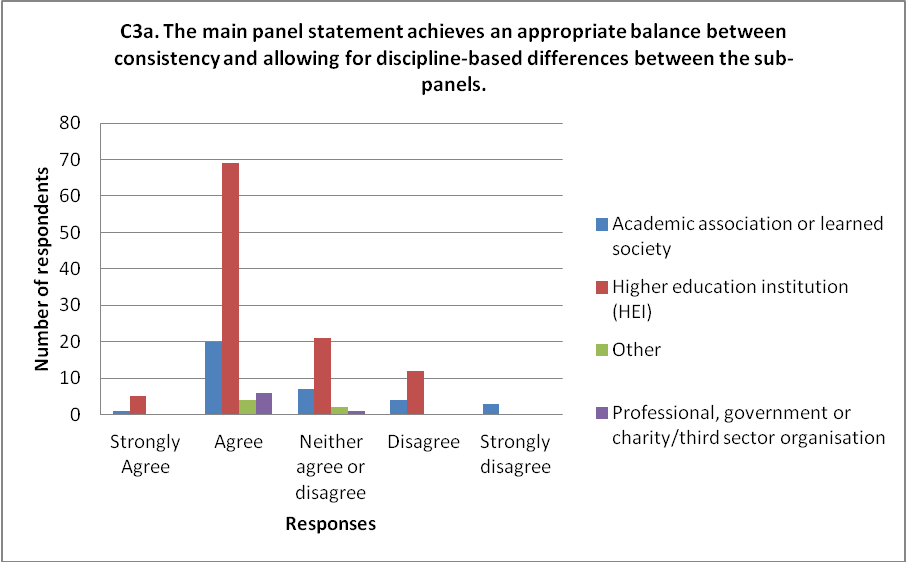 C3a. The main panel statement achieves an appropriate balance between
consistency and allowing for discipline-based differences between the sub-
panels.
Number of respondents
80
70
60
50
40
30
20
10
0
Strongly
Agree
Agree
Neither
agree or
disagree
Disagree
Strongly
disagree
Responses
Academic association or learned
society
Higher education institution
(HEI)
Other
Professional, government or
charity/third sector organisation